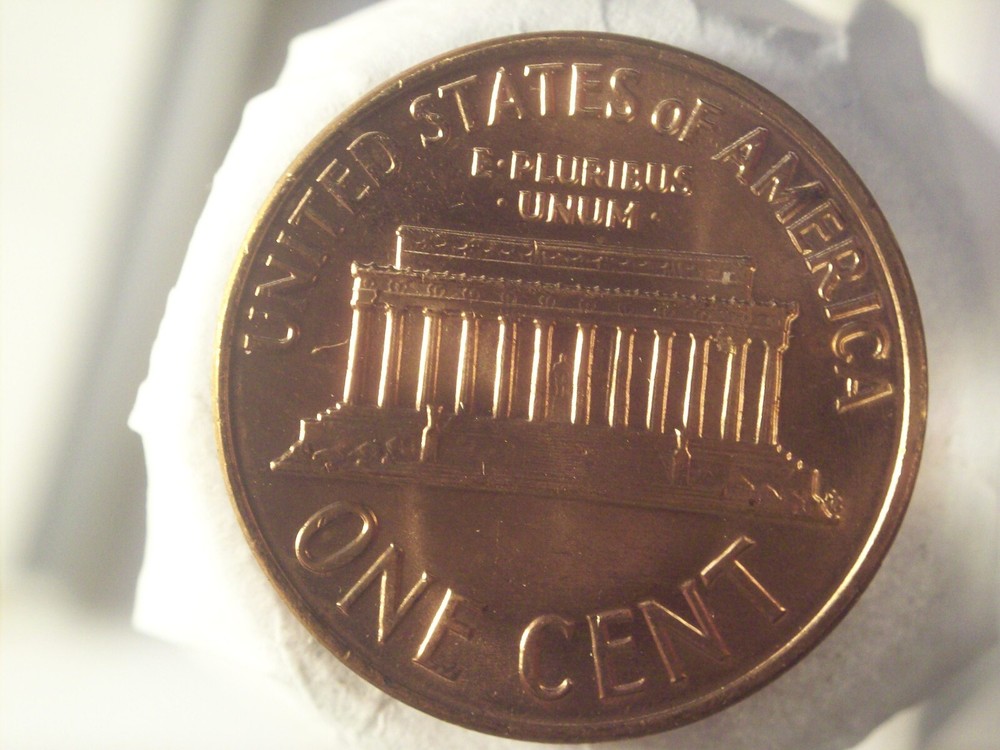 UNITED STATES OF AMERICA
E·PLURIBUS
·UNUM·
ONE CENT